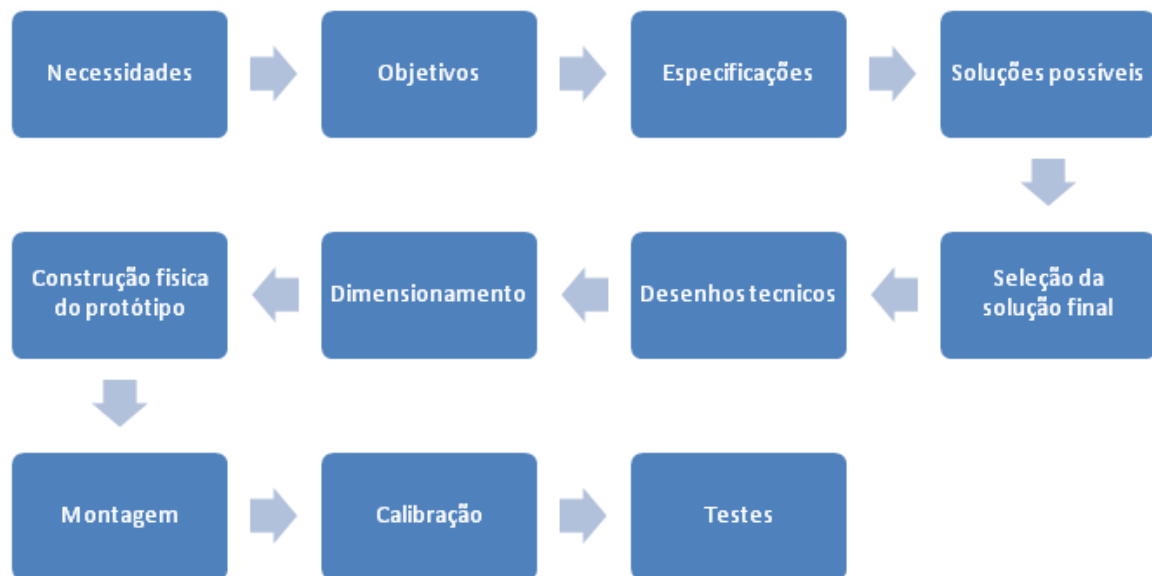 Necessidades
Objetivos
Especificações
Soluções possíveis
Seleção da
solução final
Desenhos tecnicos
Dimensionamento
Construção fisica
do protótipo
Montagem
Calibração
Testes